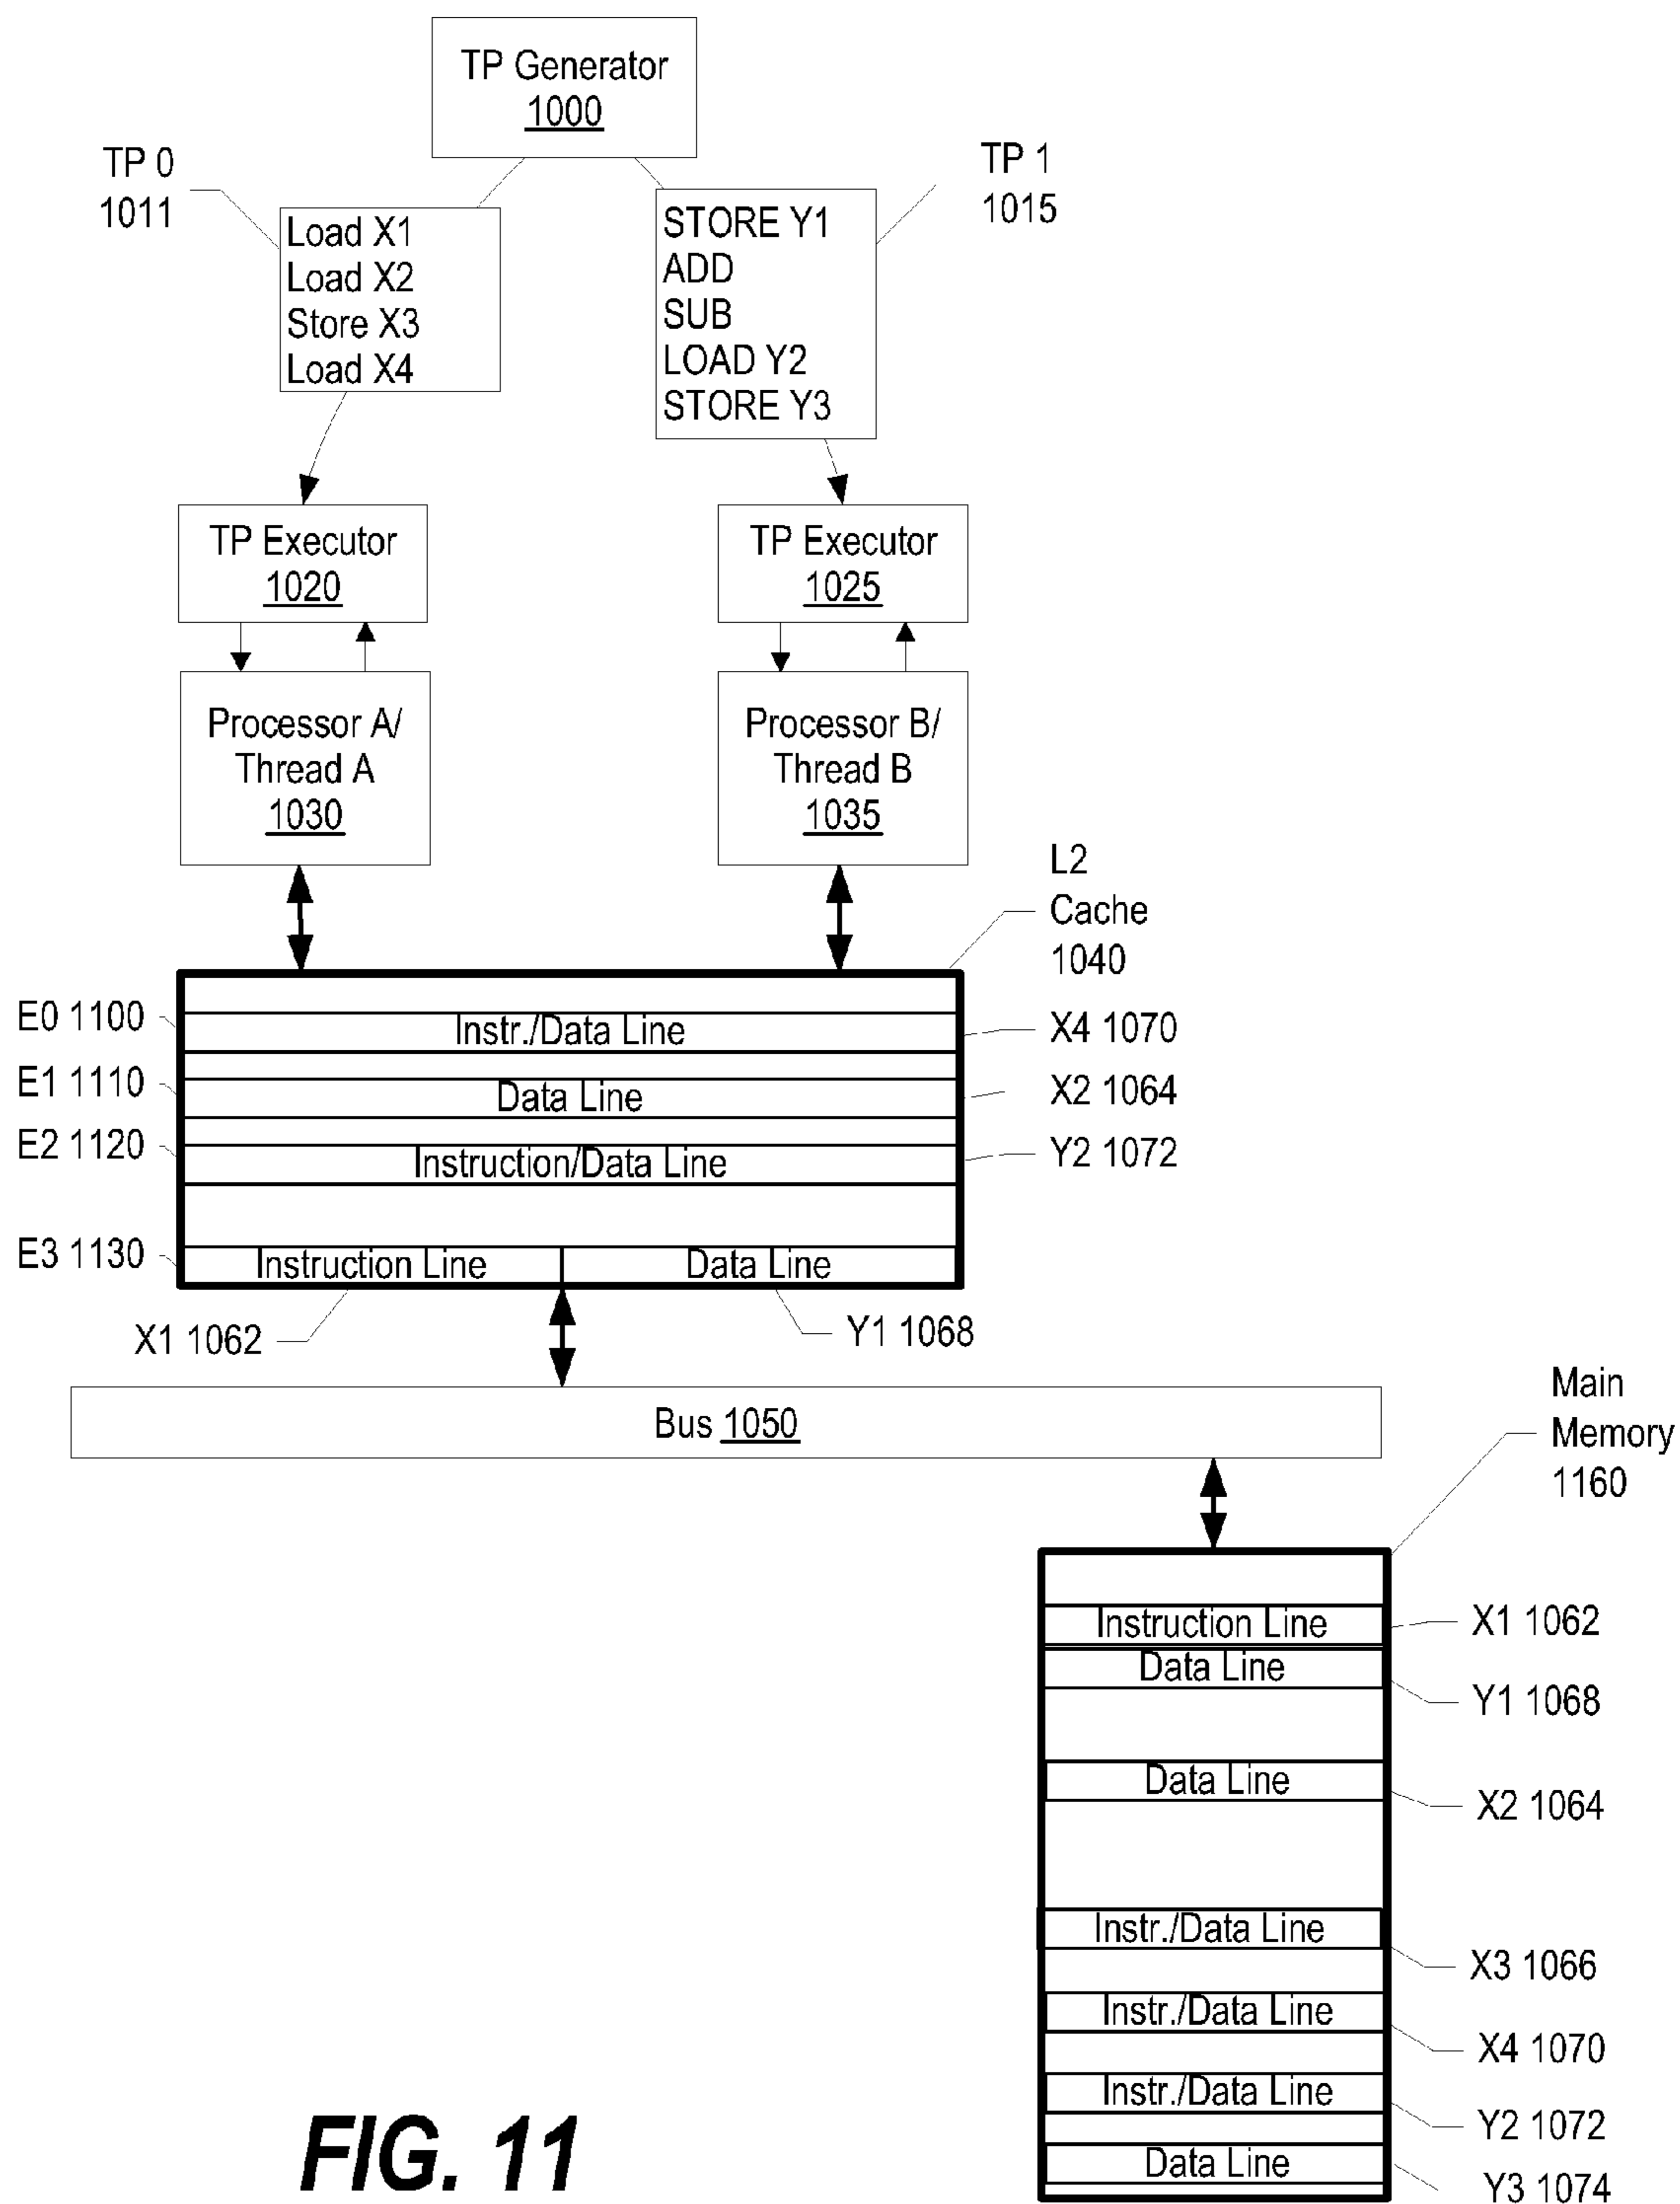 TP Generator
1000
TP 0
1011
TP 1
1015
Load X1
Load X2
Store X3
Load X4
STORE Y1
ADD
SUB
LOAD Y2
STORE Y3
TP Executor
1020
TP Executor
1025
Processor A/
Thread A
1030
Processor B/
Thread B
1035
L2
Cache
1040
E0 1100
Instr./Data Line
X4 1070
E1 1110
Data Line
X2 1064
E2 1120
Instruction/Data Line
Y2 1072
E3 1130
Instruction Line
Data Line
X1 1062
Y1 1068
Bus 1050
Main
Memory
1160
Instruction Line
X1 1062
Data Line
Y1 1068
Data Line
X2 1064
Instr./Data Line
X3 1066
Instr./Data Line
X4 1070
Instr./Data Line
Y2 1072
Data Line
Y3 1074
FIG. 11